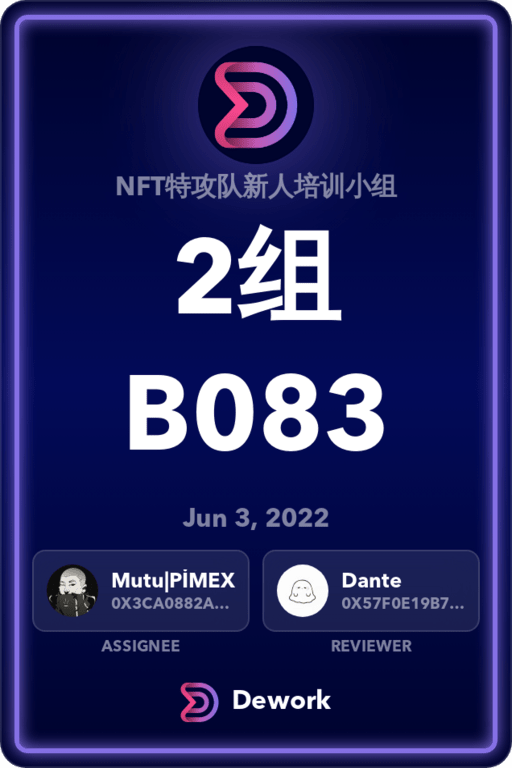 NFT特攻队新人培训小组
2组
B083
Jun 3, 2022
Mutu|PİMEX
0X3CA0882A...
ASSIGNEE
Dante
0X57F0E19B7...
REVIEWER
Dework